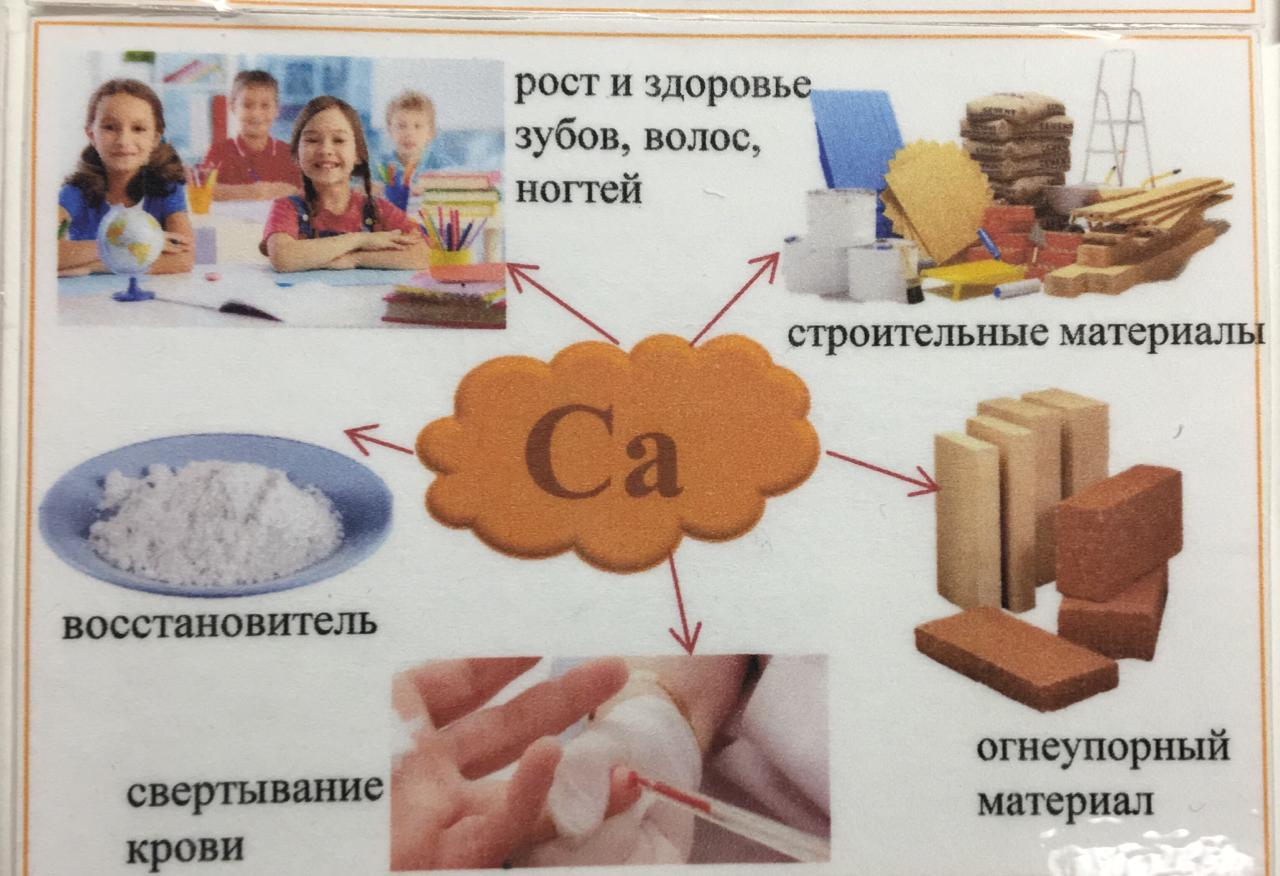 рост и здоровье
зубов, волос,
ногтей
строительные материалы
Ca
восстановитель
огнеупорный
материал
свертывание
крови